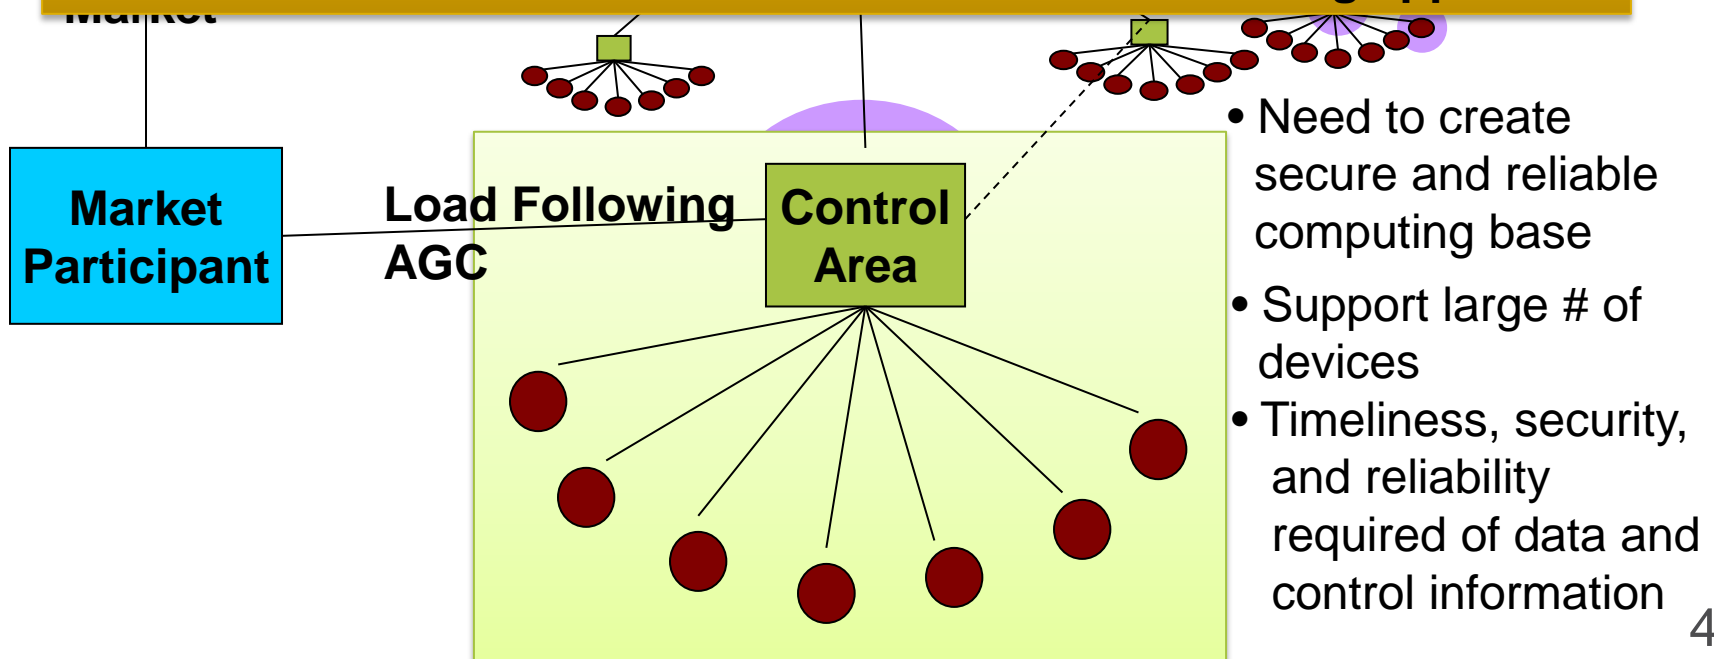 Market
Market
Participant
Load Following
AGC
Control
Area
• Need to create
secure and reliable
computing base
• Support large # of
devices
• Timeliness, security,
and reliability
required of data and
control information
4